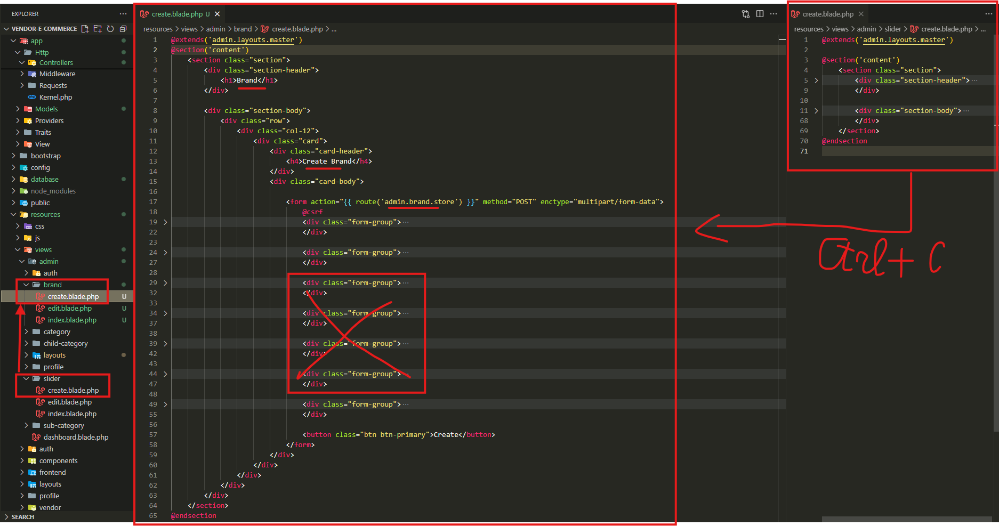 EXPLORER
VENDOR-E-COMMERCE
app
Http
Controllers
Middleware
Requests
Kernel.php
Models
Providers
Traits
View
bootstrap
config
database
node_modules
public
resources
css
js
views
admin
auth
brand
create.blade.php U
edit.blade.php U
index.blade.php U
category
child-category
layouts
profile
slider
create.blade.php
edit.blade.php
index.blade.php
sub-category
dashboard.blade.php
auth
components
frontend
layouts
profile
vendor
SEARCH
create.blade.php U
resources > views > admin > brand > create.blade.php > ...
1 @extends('admin.layouts.master')
2 @section('content')
3 <section class="section">
4 <div class="section-header">
5 <h1>Brand</h1>
6 </div>
7
8 <div class="section-body">
9 <div class="row">
10 <div class="col-12">
11 <div class="card">
12 <div class="card-header">
13 <h4>Create Brand</h4>
14 </div>
15 <div class="card-body">
16
17 <form action="{{ route('admin.brand.store') }}" method="POST" enctype="multipart/form-data">
18 @csrf
19 <div class="form-group"> ...
22 </div>
23
24 <div class="form-group"> ...
27 </div>
28
29 <div class="form-group"> ...
32 </div>
33
34 <div class="form-group"> ...
37 </div>
38
39 <div class="form-group"> ...
42 </div>
43
44 <div class="form-group"> ...
47 </div>
48
49 <div class="form-group"> ...
55 </div>
56
57 <button class="btn btn-primary">Create</button>
58 </form>
59 </div>
60 </div>
61 </div>
62 </div>
63 </div>
64 </section>
65 @endsection
create.blade.php
resources > views > admin > slider > create.blade.php > ...
1 @extends('admin.layouts.master')
2
3 @section('content')
4 <section class="section">
5 <div class="section-header"> ...
9 </div>
10
11 <div class="section-body"> ...
68 </div>
69 </section>
70 @endsection
71
Ctrl+C